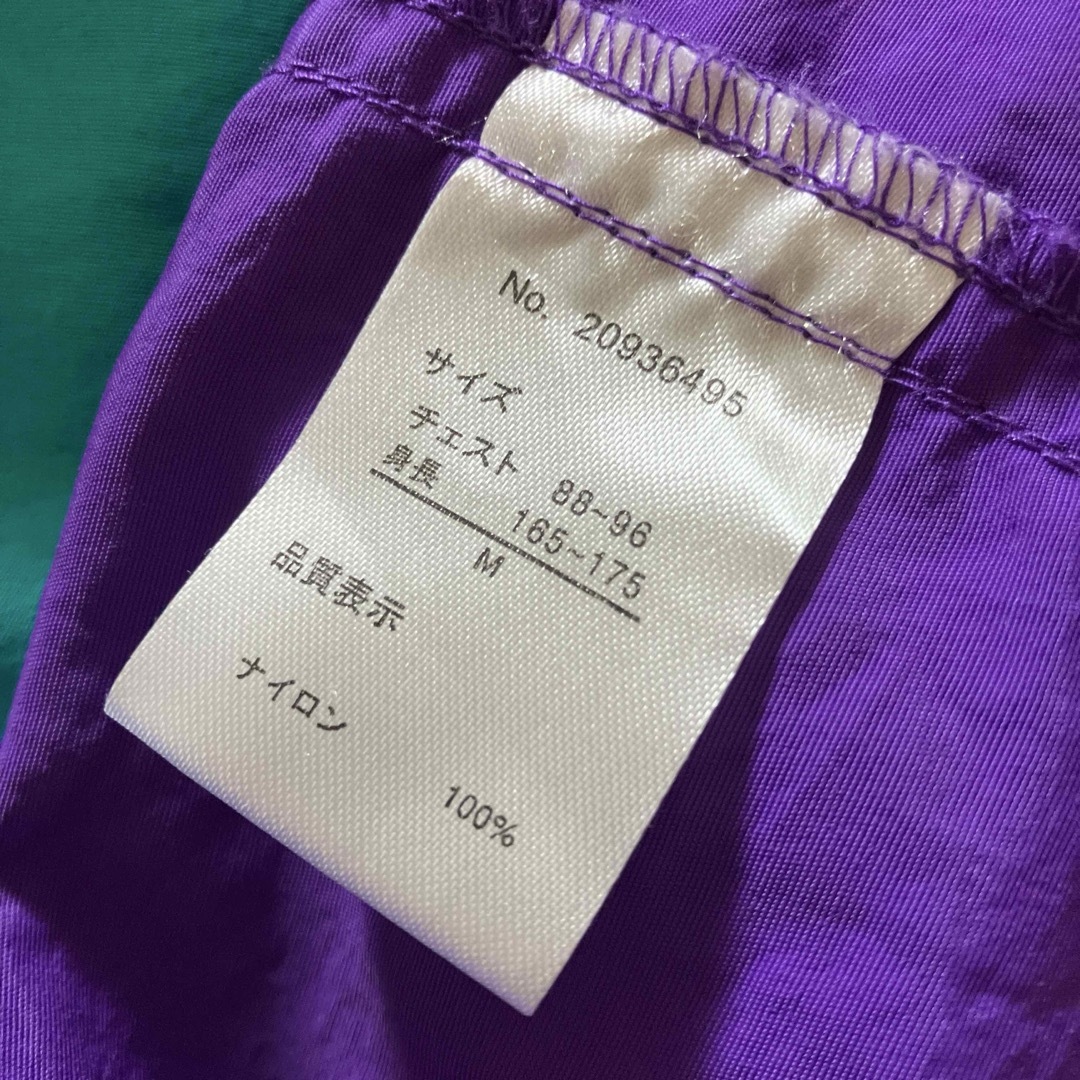 No. 20936495
サイズ
チェスト 88~96
身長 165~175
M
品質表示
ナイロン
100%